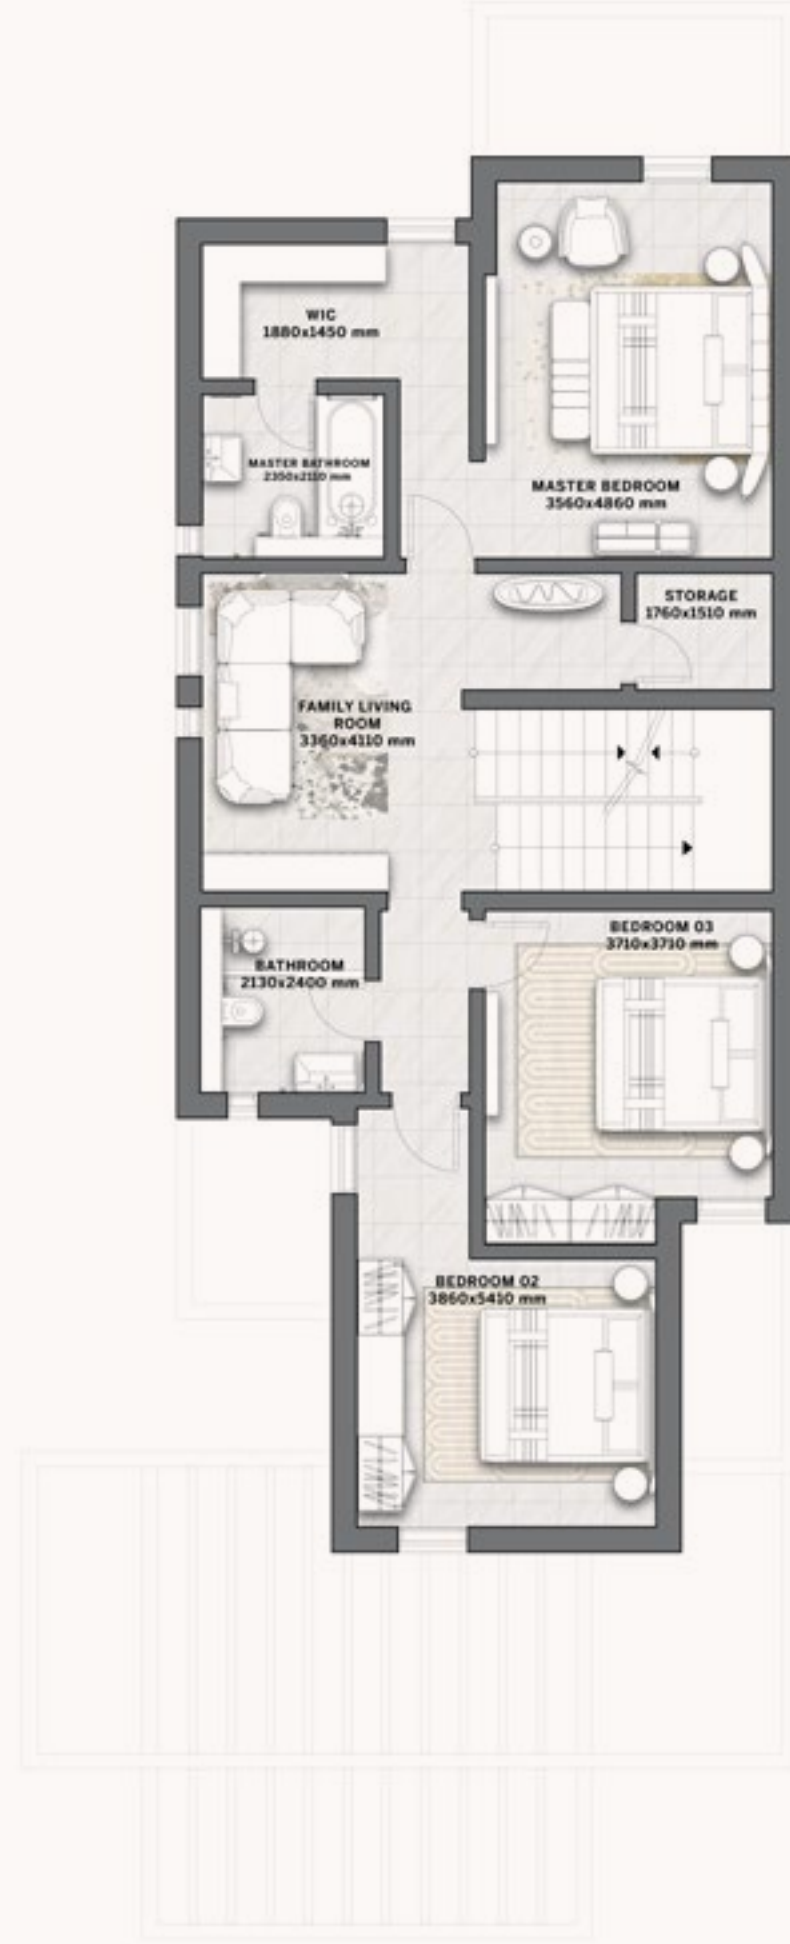 WIC
1880x1450 mm
MASTER BATHROOM
2350x2110 mm
MASTER BEDROOM
3560x4860 mm
STORAGE
1760x1510 mm
FAMILY LIVING
ROOM
3360x4110 mm
BEDROOM 03
3710x3710 mm
BATHROOM
2130x2400 mm
BEDROOM 02
3860x5410 mm